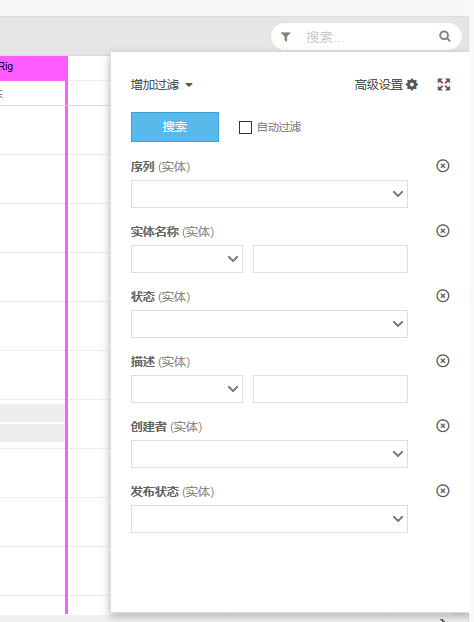 搜索...
Rig
增加过滤
高级设置
搜索
自动过滤
序列 (实体)
实体名称 (实体)
状态 (实体)
描述 (实体)
创建者 (实体)
发布状态 (实体)